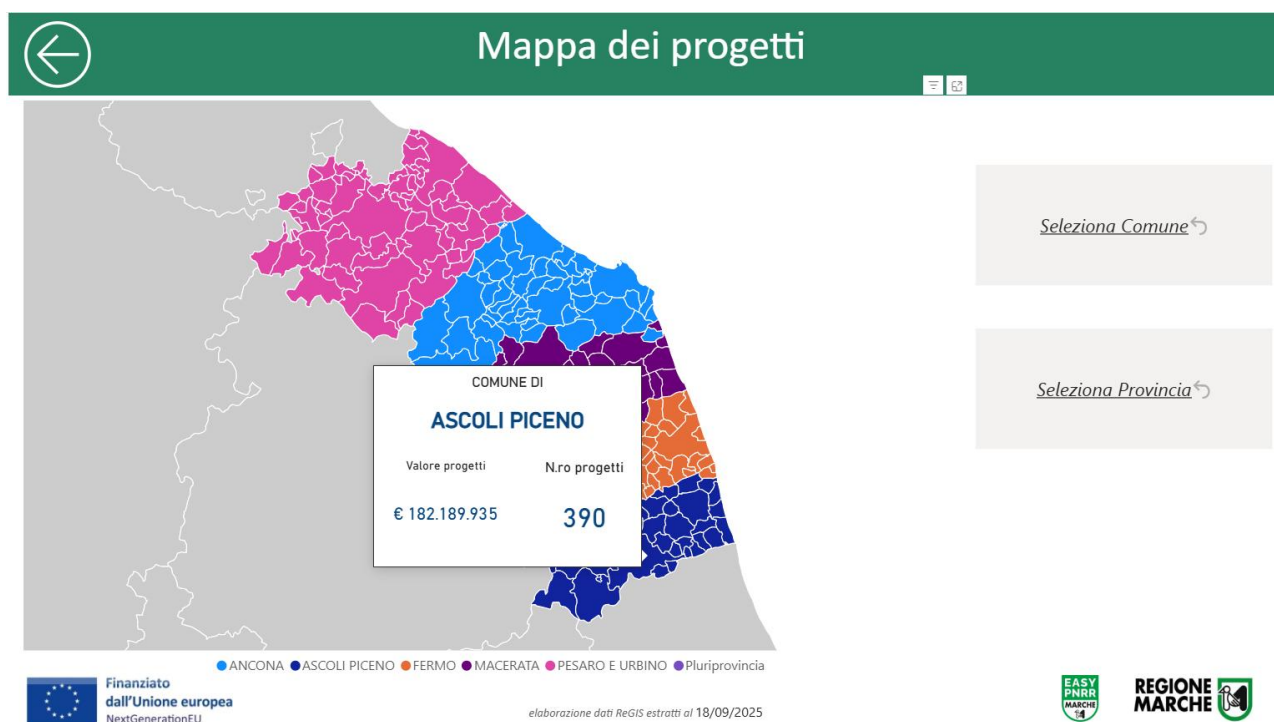 Mappa dei progetti
Seleziona Comune
Seleziona Provincia
COMUNE DI
ASCOLI PICENO
Valore progetti N.ro progetti
€ 182.189.935 390
ANCONA ASCOLI PICENO FERMO MACERATA PESARO E URBINO Pluriprovincia
Finanziato
dall'Unione europea
NextGenerationEU
elaborazione dati ReGIS estratti al 18/09/2025
EASY
PNRR
MARCHE
REGIONE
MARCHE